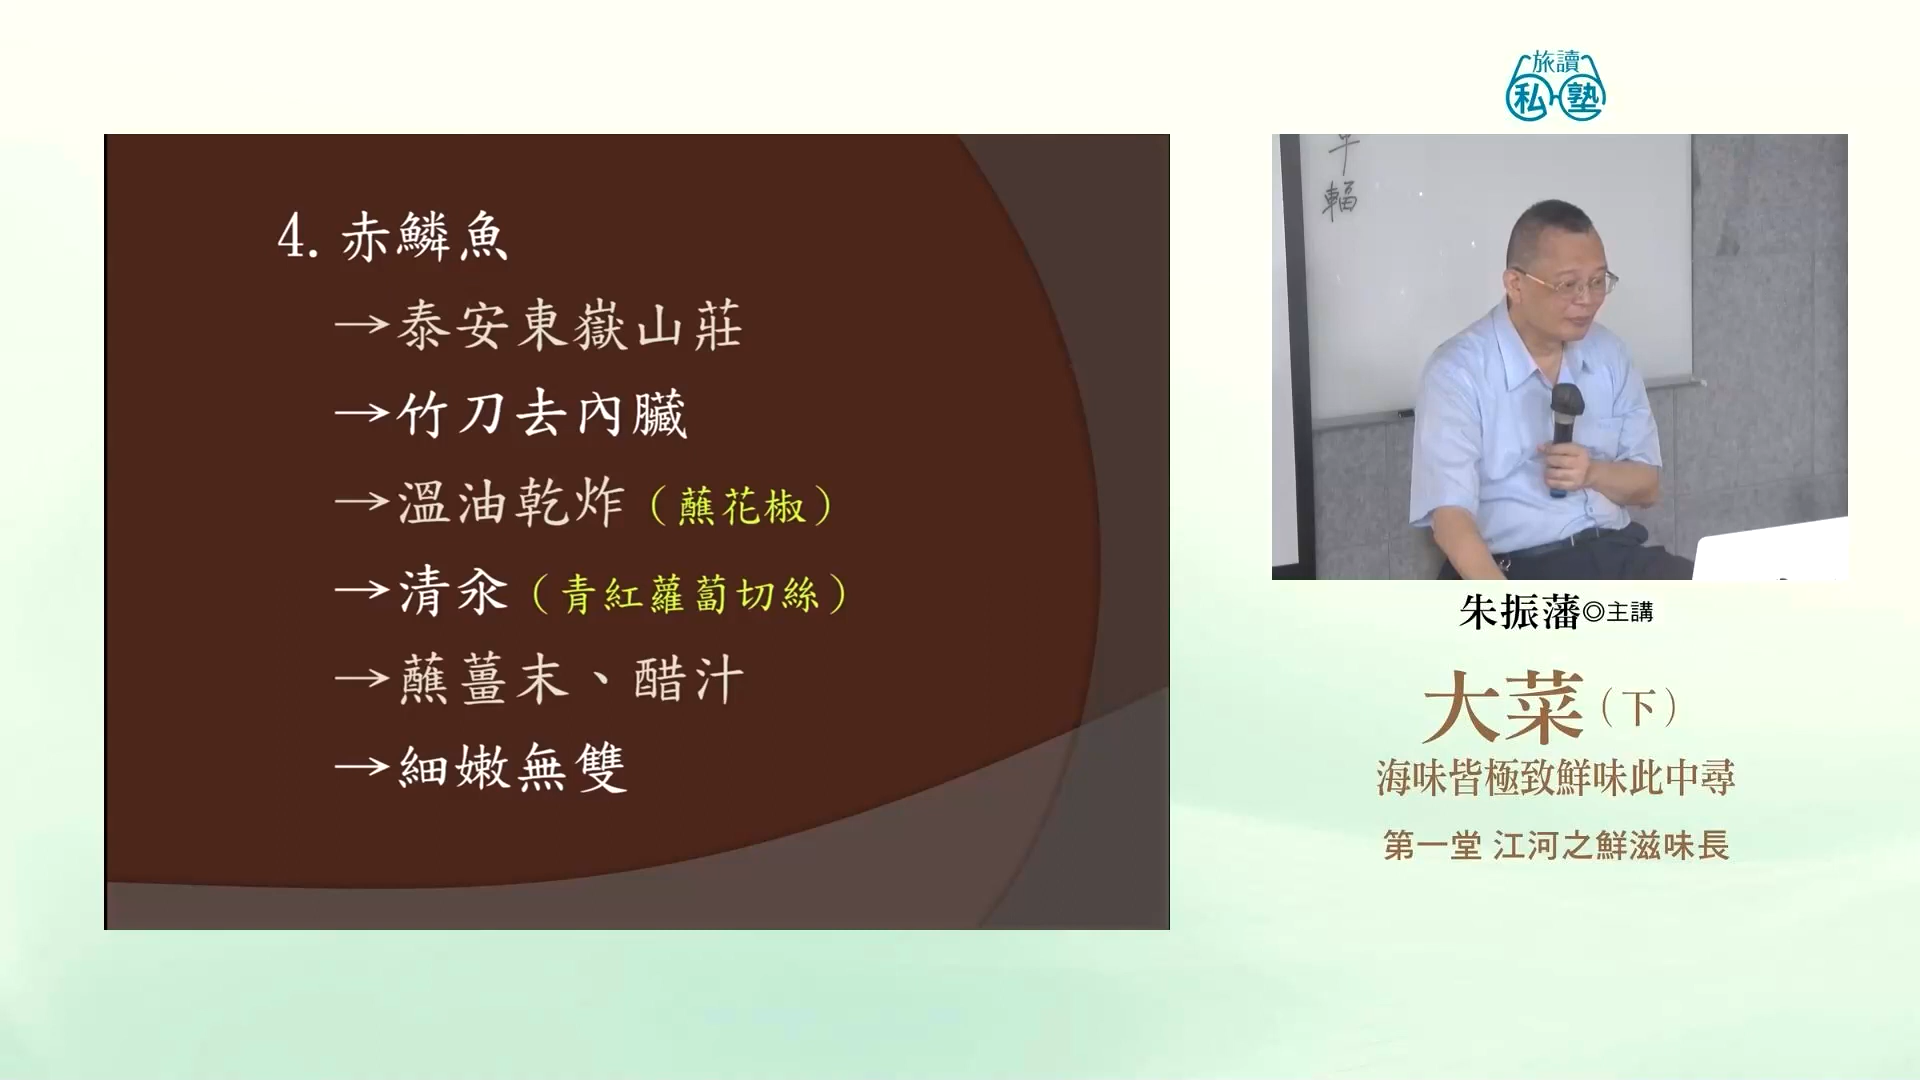 4. 赤鱗魚
→泰安東嶽山莊
→竹刀去內臟
→溫油乾炸（蘸花椒）
→清汆（青紅蘿蔔切絲）
→蘸薑末、醋汁
→細嫩無雙
旅讀
私塾
輻
朱振藩◎主講
大菜（下）
海味皆極致鮮味此中尋
第一堂 江河之鮮滋味長